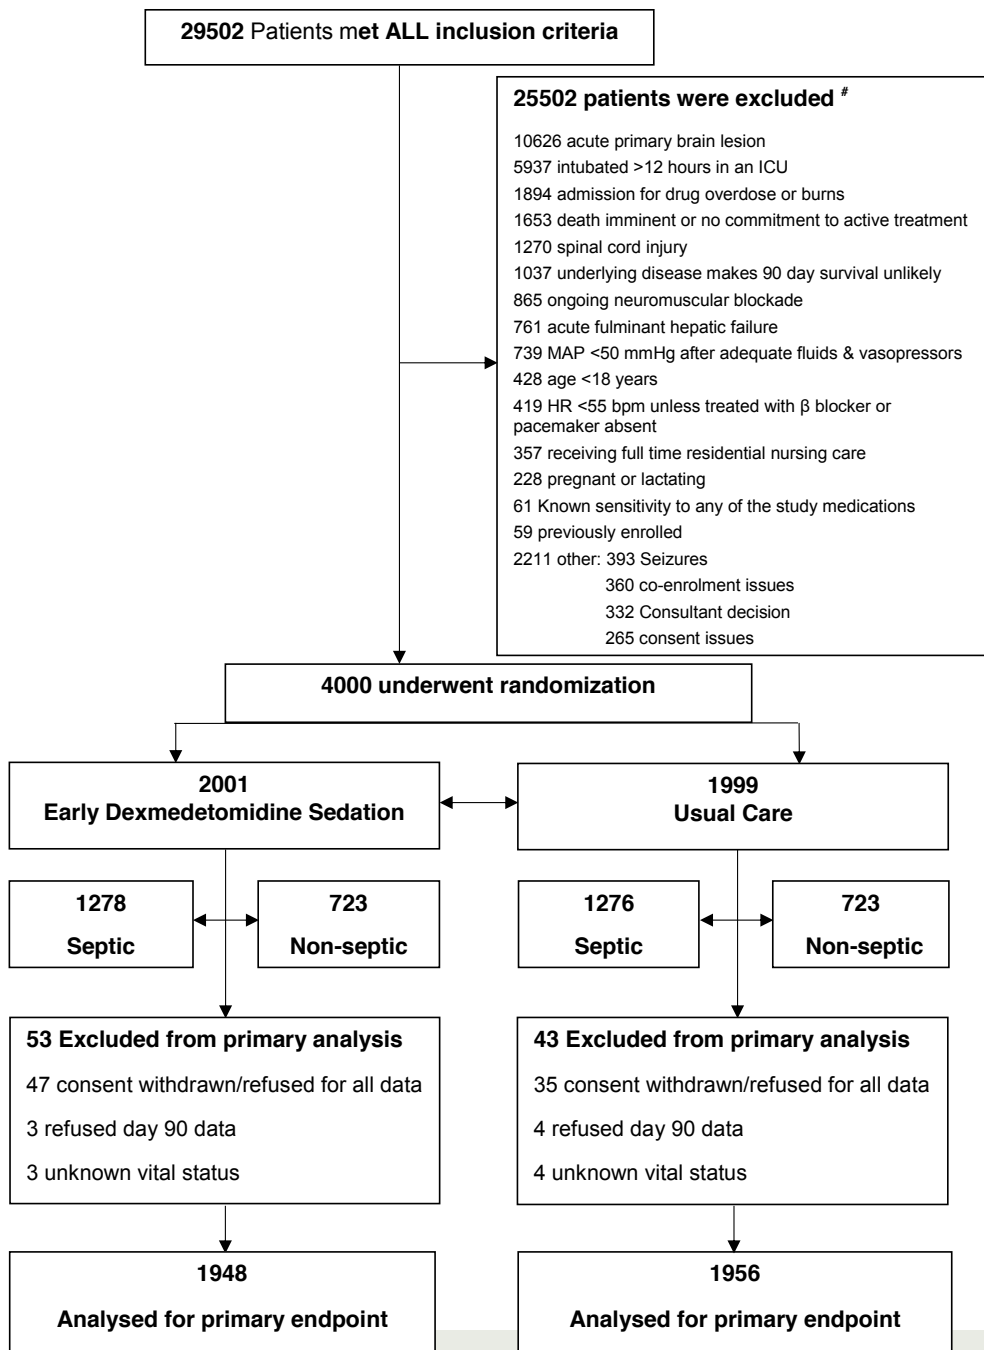 29502 Patients met ALL inclusion criteria
25502 patients were excluded #
10626 acute primary brain lesion
5937 intubated >12 hours in an ICU
1894 admission for drug overdose or burns
1653 death imminent or no commitment to active treatment
1270 spinal cord injury
1037 underlying disease makes 90 day survival unlikely
865 ongoing neuromuscular blockade
761 acute fulminant hepatic failure
739 MAP <50 mmHg after adequate fluids & vasopressors
428 age <18 years
419 HR <55 bpm unless treated with β blocker or
pacemaker absent
357 receiving full time residential nursing care
228 pregnant or lactating
61 Known sensitivity to any of the study medications
59 previously enrolled
2211 other: 393 Seizures
360 co-enrolment issues
332 Consultant decision
265 consent issues
4000 underwent randomization
2001
Early Dexmedetomidine Sedation
1999
Usual Care
1278
Septic
723
Non-septic
1276
Septic
723
Non-septic
53 Excluded from primary analysis
47 consent withdrawn/refused for all data
3 refused day 90 data
3 unknown vital status
43 Excluded from primary analysis
35 consent withdrawn/refused for all data
4 refused day 90 data
4 unknown vital status
1948
Analysed for primary endpoint
1956
Analysed for primary endpoint